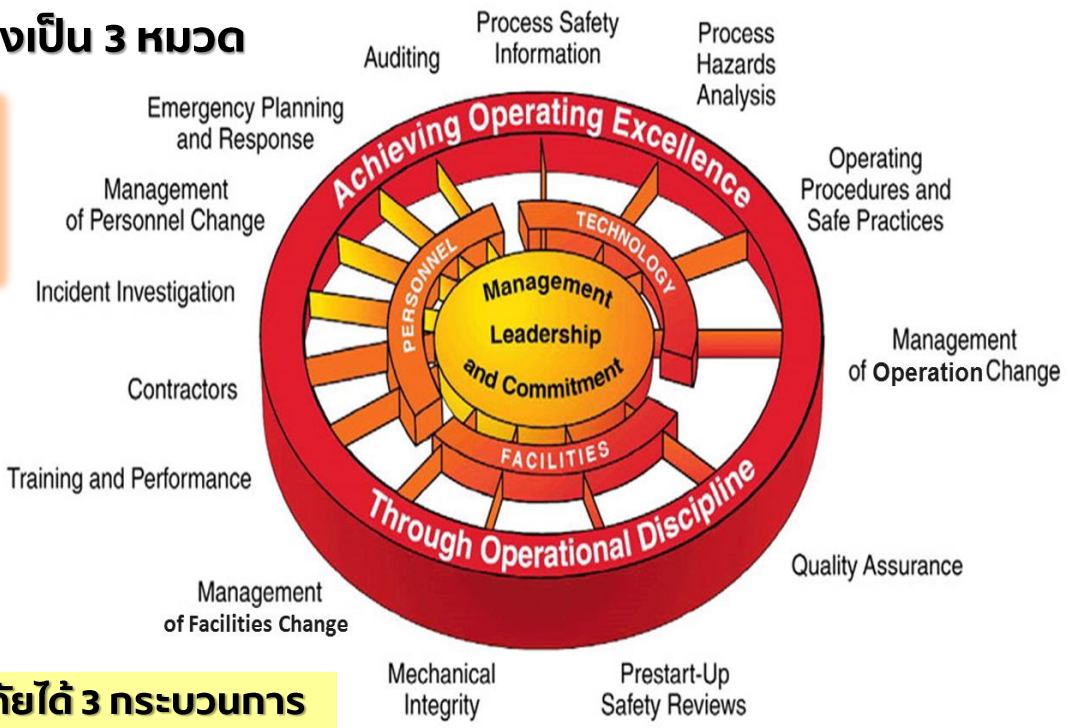 งเป็น 3 หมวด
Process Safety
Information
Auditing
Process
Hazards
Analysis
Emergency Planning
and Response
Operating
Procedures and
Safe Practices
Management
of Personnel Change
Incident Investigation
Management
of Operation Change
Contractors
Training and Performance
Quality Assurance
Management
of Facilities Change
Mechanical
Integrity
Prestart-Up
Safety Reviews
Achieving Operating Excellence
Through Operational Discipline
PERSONNEL
TECHNOLOGY
FACILITIES
Management
Leadership
and Commitment
ภัยได้ 3 กระบวนการ